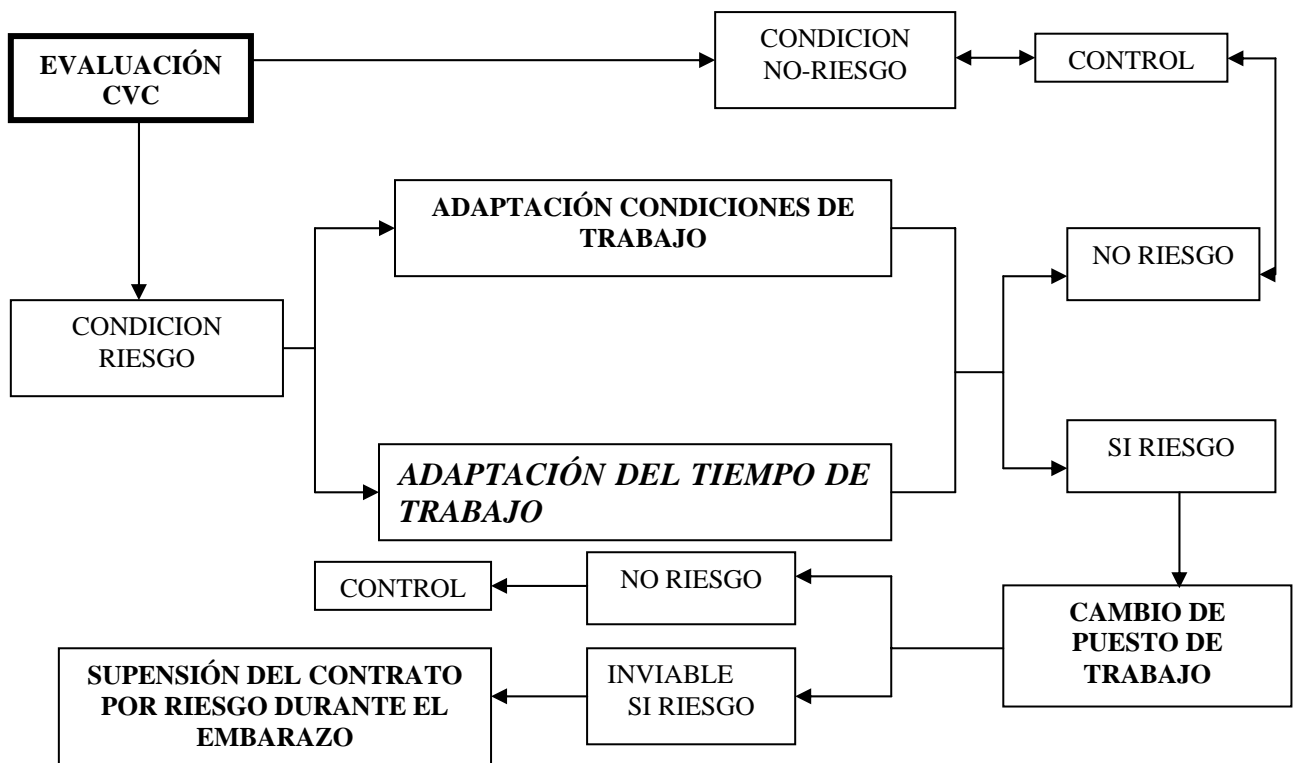 EVALUACIÓN
CVC
CONDICION
NO-RIESGO
CONTROL
ADAPTACIÓN CONDICIONES DE
TRABAJO
NO RIESGO
CONDICION
RIESGO
SI RIESGO
ADAPTACIÓN DEL TIEMPO DE
TRABAJO
CONTROL
NO RIESGO
CAMBIO DE
PUESTO DE
TRABAJO
SUPENSIÓN DEL CONTRATO
POR RIESGO DURANTE EL
EMBARAZO
INVIABLE
SI RIESGO